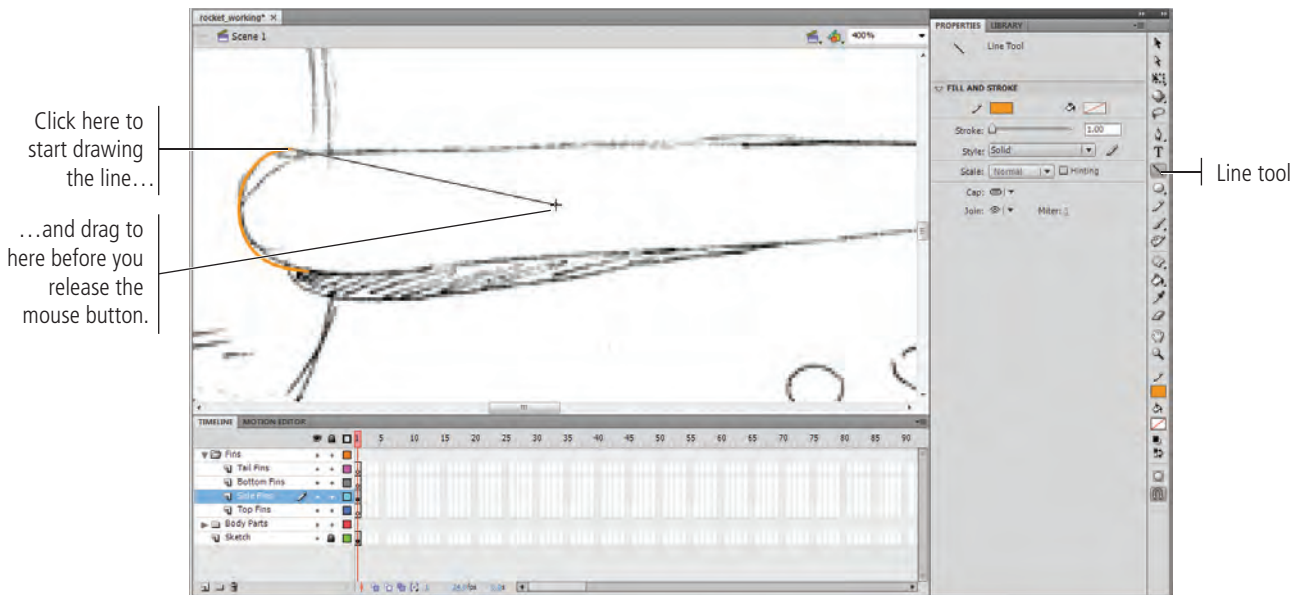 rocket_working* ×
Scene 1
400%
PROPERTIES LIBRARY
Line Tool
FILL AND STROKE
Stroke: 1.00
Style: Solid
Scale: Normal Hinting
Cap:
Join: Miter: 3
Click here to
start drawing
the line…
…and drag to
here before you
release the
mouse button.
Line tool
T
TIMELINE MOTION EDITOR
1 5 10 15 20 25 30 35 40 45 50 55 60 65 70 75 80 85 90
Fins
Tail Fins
Bottom Fins
Side Fins
Top Fins
Body Parts
Sketch
1